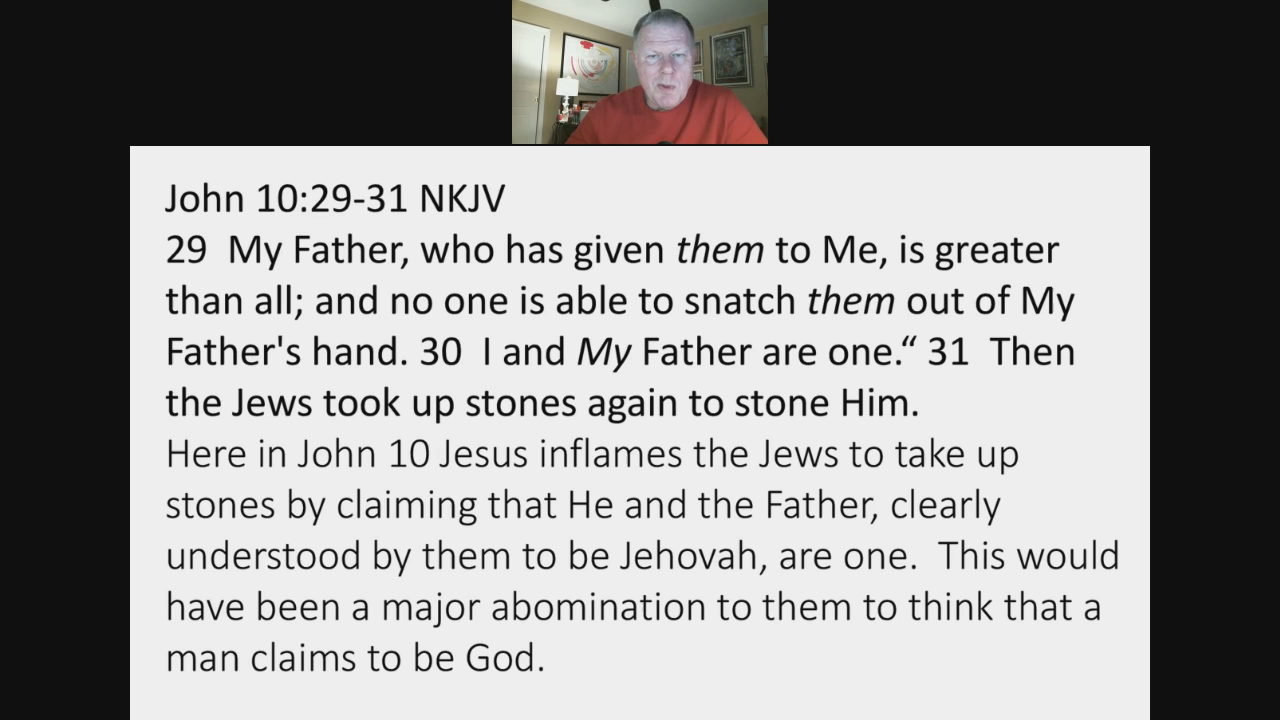 John 10:29-31 NKJV
29  My Father, who has given them to Me, is greater
than all; and no one is able to snatch them out of My
Father's hand. 30  I and My Father are one.“ 31  Then
the Jews took up stones again to stone Him.
Here in John 10 Jesus inflames the Jews to take up
stones by claiming that He and the Father, clearly
understood by them to be Jehovah, are one.  This would
have been a major abomination to them to think that a
man claims to be God.